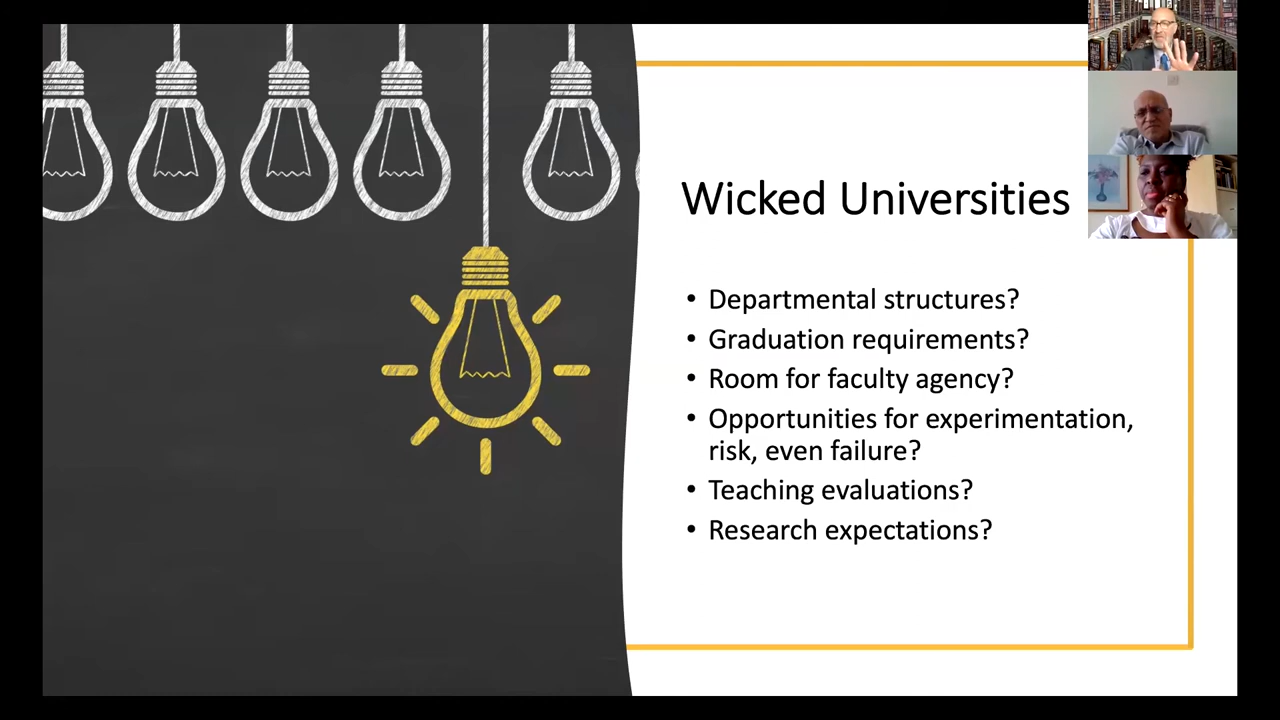 Wicked Universities
• Departmental structures?
• Graduation requirements?
• Room for faculty agency?
• Opportunities for experimentation,
risk, even failure?
• Teaching evaluations?
• Research expectations?